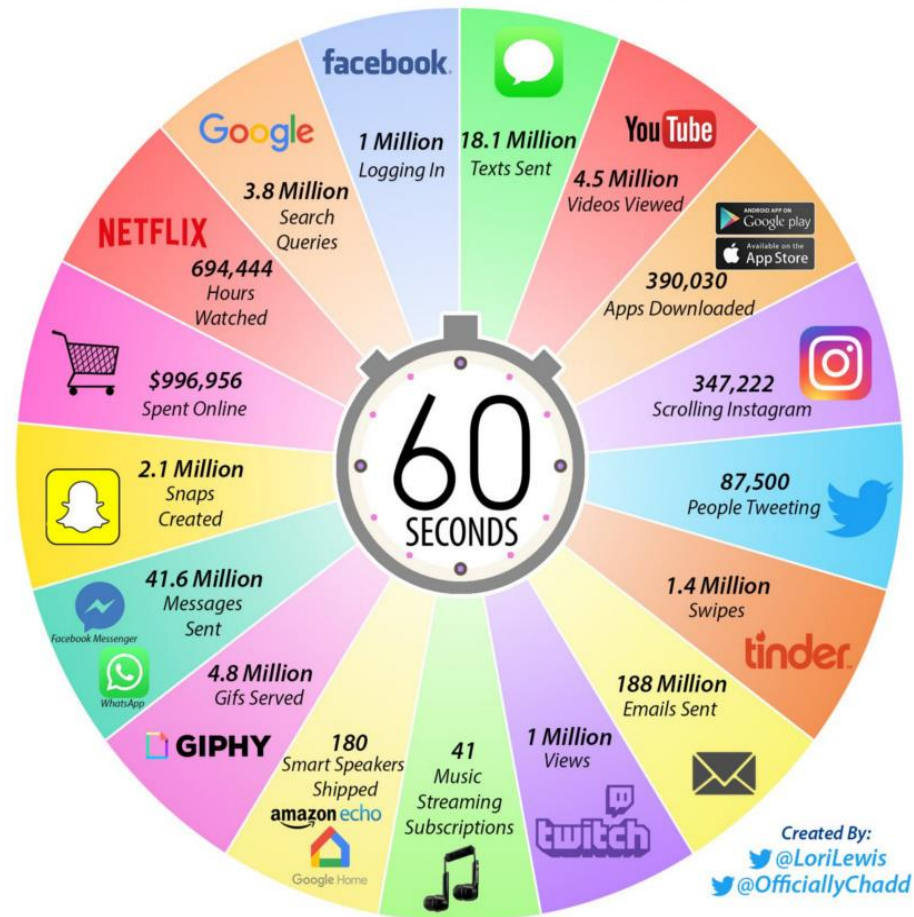 facebook
1 Million
Logging In
18.1 Million
Texts Sent
YouTube
4.5 Million
Videos Viewed
ANDROID APP ON
Google play
Available on the
App Store
390,030
Apps Downloaded
347,222
Scrolling Instagram
87,500
People Tweeting
1.4 Million
Swipes
tinder
188 Million
Emails Sent
1 Million
Views
twitch
41
Music
Streaming
Subscriptions
180
Smart Speakers
Shipped
amazon echo
Google Home
4.8 Million
Gifs Served
GIPHY
41.6 Million
Messages
Sent
Facebook Messenger
WhatsApp
2.1 Million
Snaps
Created
$996,956
Spent Online
NETFLIX
694,444
Hours
Watched
Google
3.8 Million
Search
Queries
60
SECONDS
Created By:
@LoriLewis
@OfficiallyChadd